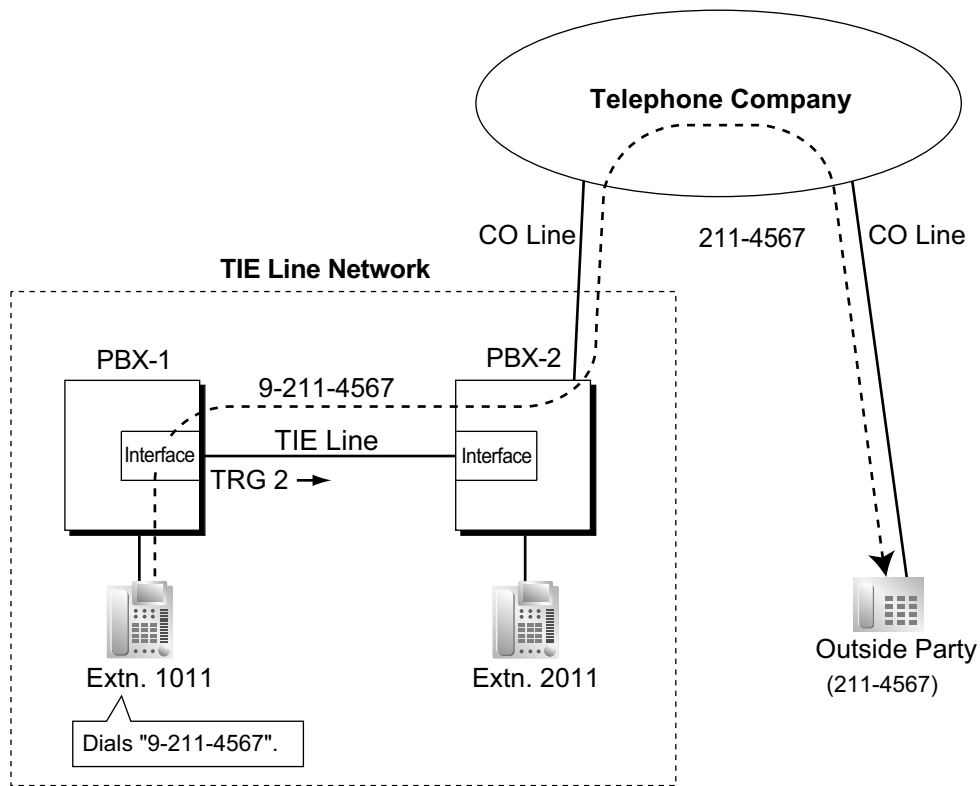 Telephone Company
CO Line
211-4567
CO Line
TIE Line Network
PBX-1
PBX-2
9-211-4567
Interface
TIE Line
Interface
TRG 2
Extn. 1011
Extn. 2011
Outside Party
(211-4567)
Dials "9-211-4567".